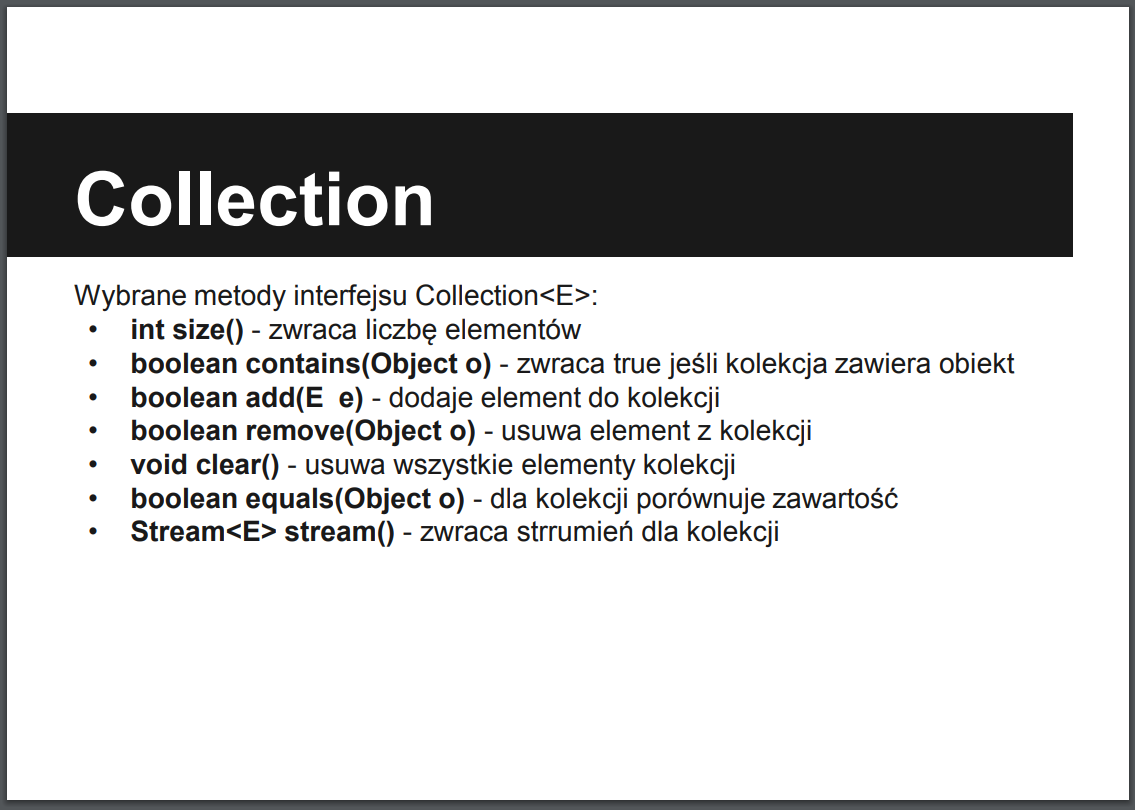 Collection
Wybrane metody interfejsu Collection<E>:
• int size() - zwraca liczbę elementów
• boolean contains(Object o) - zwraca true jeśli kolekcja zawiera obiekt
• boolean add(E  e) - dodaje element do kolekcji
• boolean remove(Object o) - usuwa element z kolekcji
• void clear() - usuwa wszystkie elementy kolekcji
• boolean equals(Object o) - dla kolekcji porównuje zawartość
• Stream<E> stream() - zwraca strrumień dla kolekcji